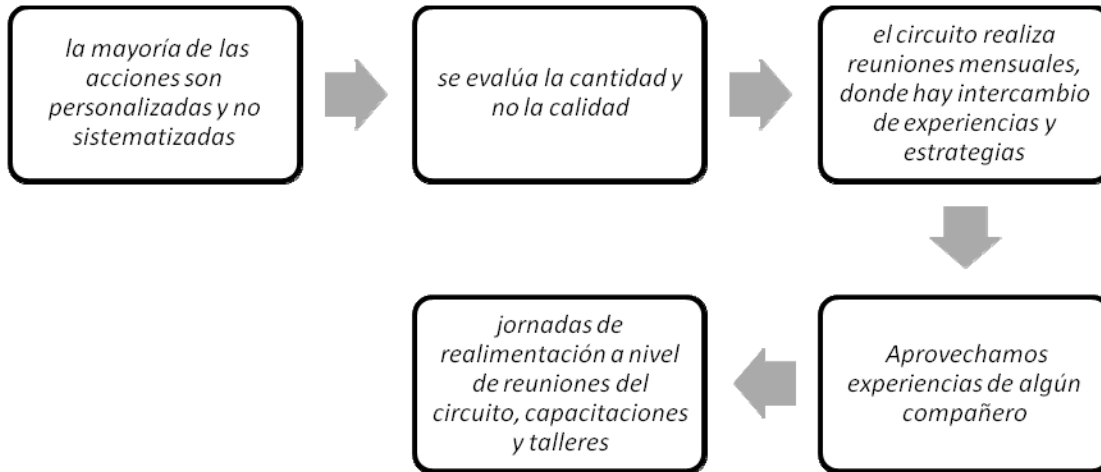 la mayoría de las
acciones son
personalizadas y no
sistematizadas
se evalúa la cantidad y
no la calidad
el circuito realiza
reuniones mensuales,
donde hay intercambio
de experiencias y
estrategias
Aprovechamos
experiencias de algún
compañero
jornadas de
realimentación a nivel
de reuniones del
circuito, capacitaciones
y talleres